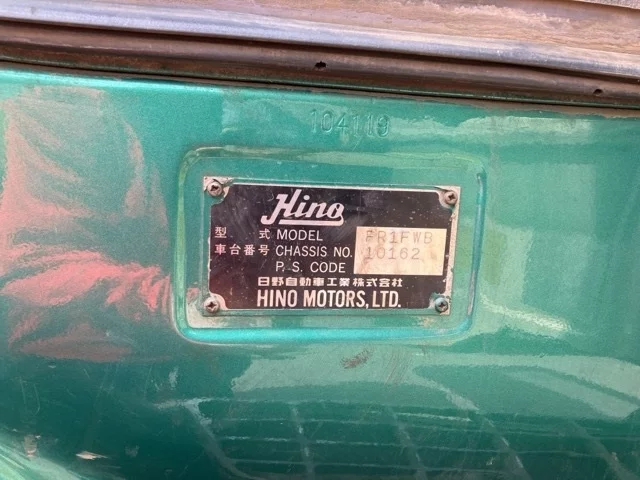 104119
Hino
型式 MODEL FR1FWB
車台番号 CHASSIS NO. 10162
P. S. CODE
日野自動車工業株式会社
HINO MOTORS, LTD.